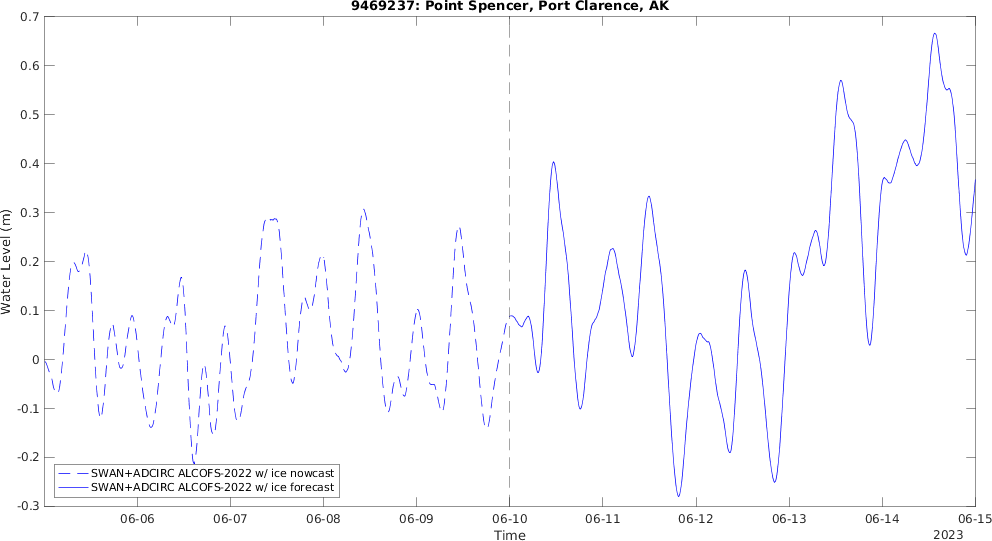 9469237: Point Spencer, Port Clarence, AK
0.7
0.6
0.5
0.4
0.3
0.2
0.1
0
-0.1
-0.2
-0.3
Water Level (m)
SWAN+ADCIRC ALCOFS-2022 w/ ice nowcast
SWAN+ADCIRC ALCOFS-2022 w/ ice forecast
06-06 06-07 06-08 06-09 06-10 06-11 06-12 06-13 06-14 06-15
Time
2023